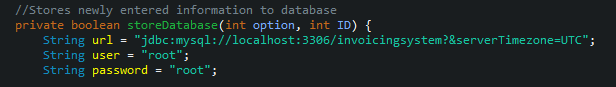 //Stores newly entered information to database
private boolean storeDatabase(int option, int ID) {
String url = "jdbc:mysql://localhost:3306/invoicingsystem?&serverTimezone=UTC";
String user = "root";
String password = "root";